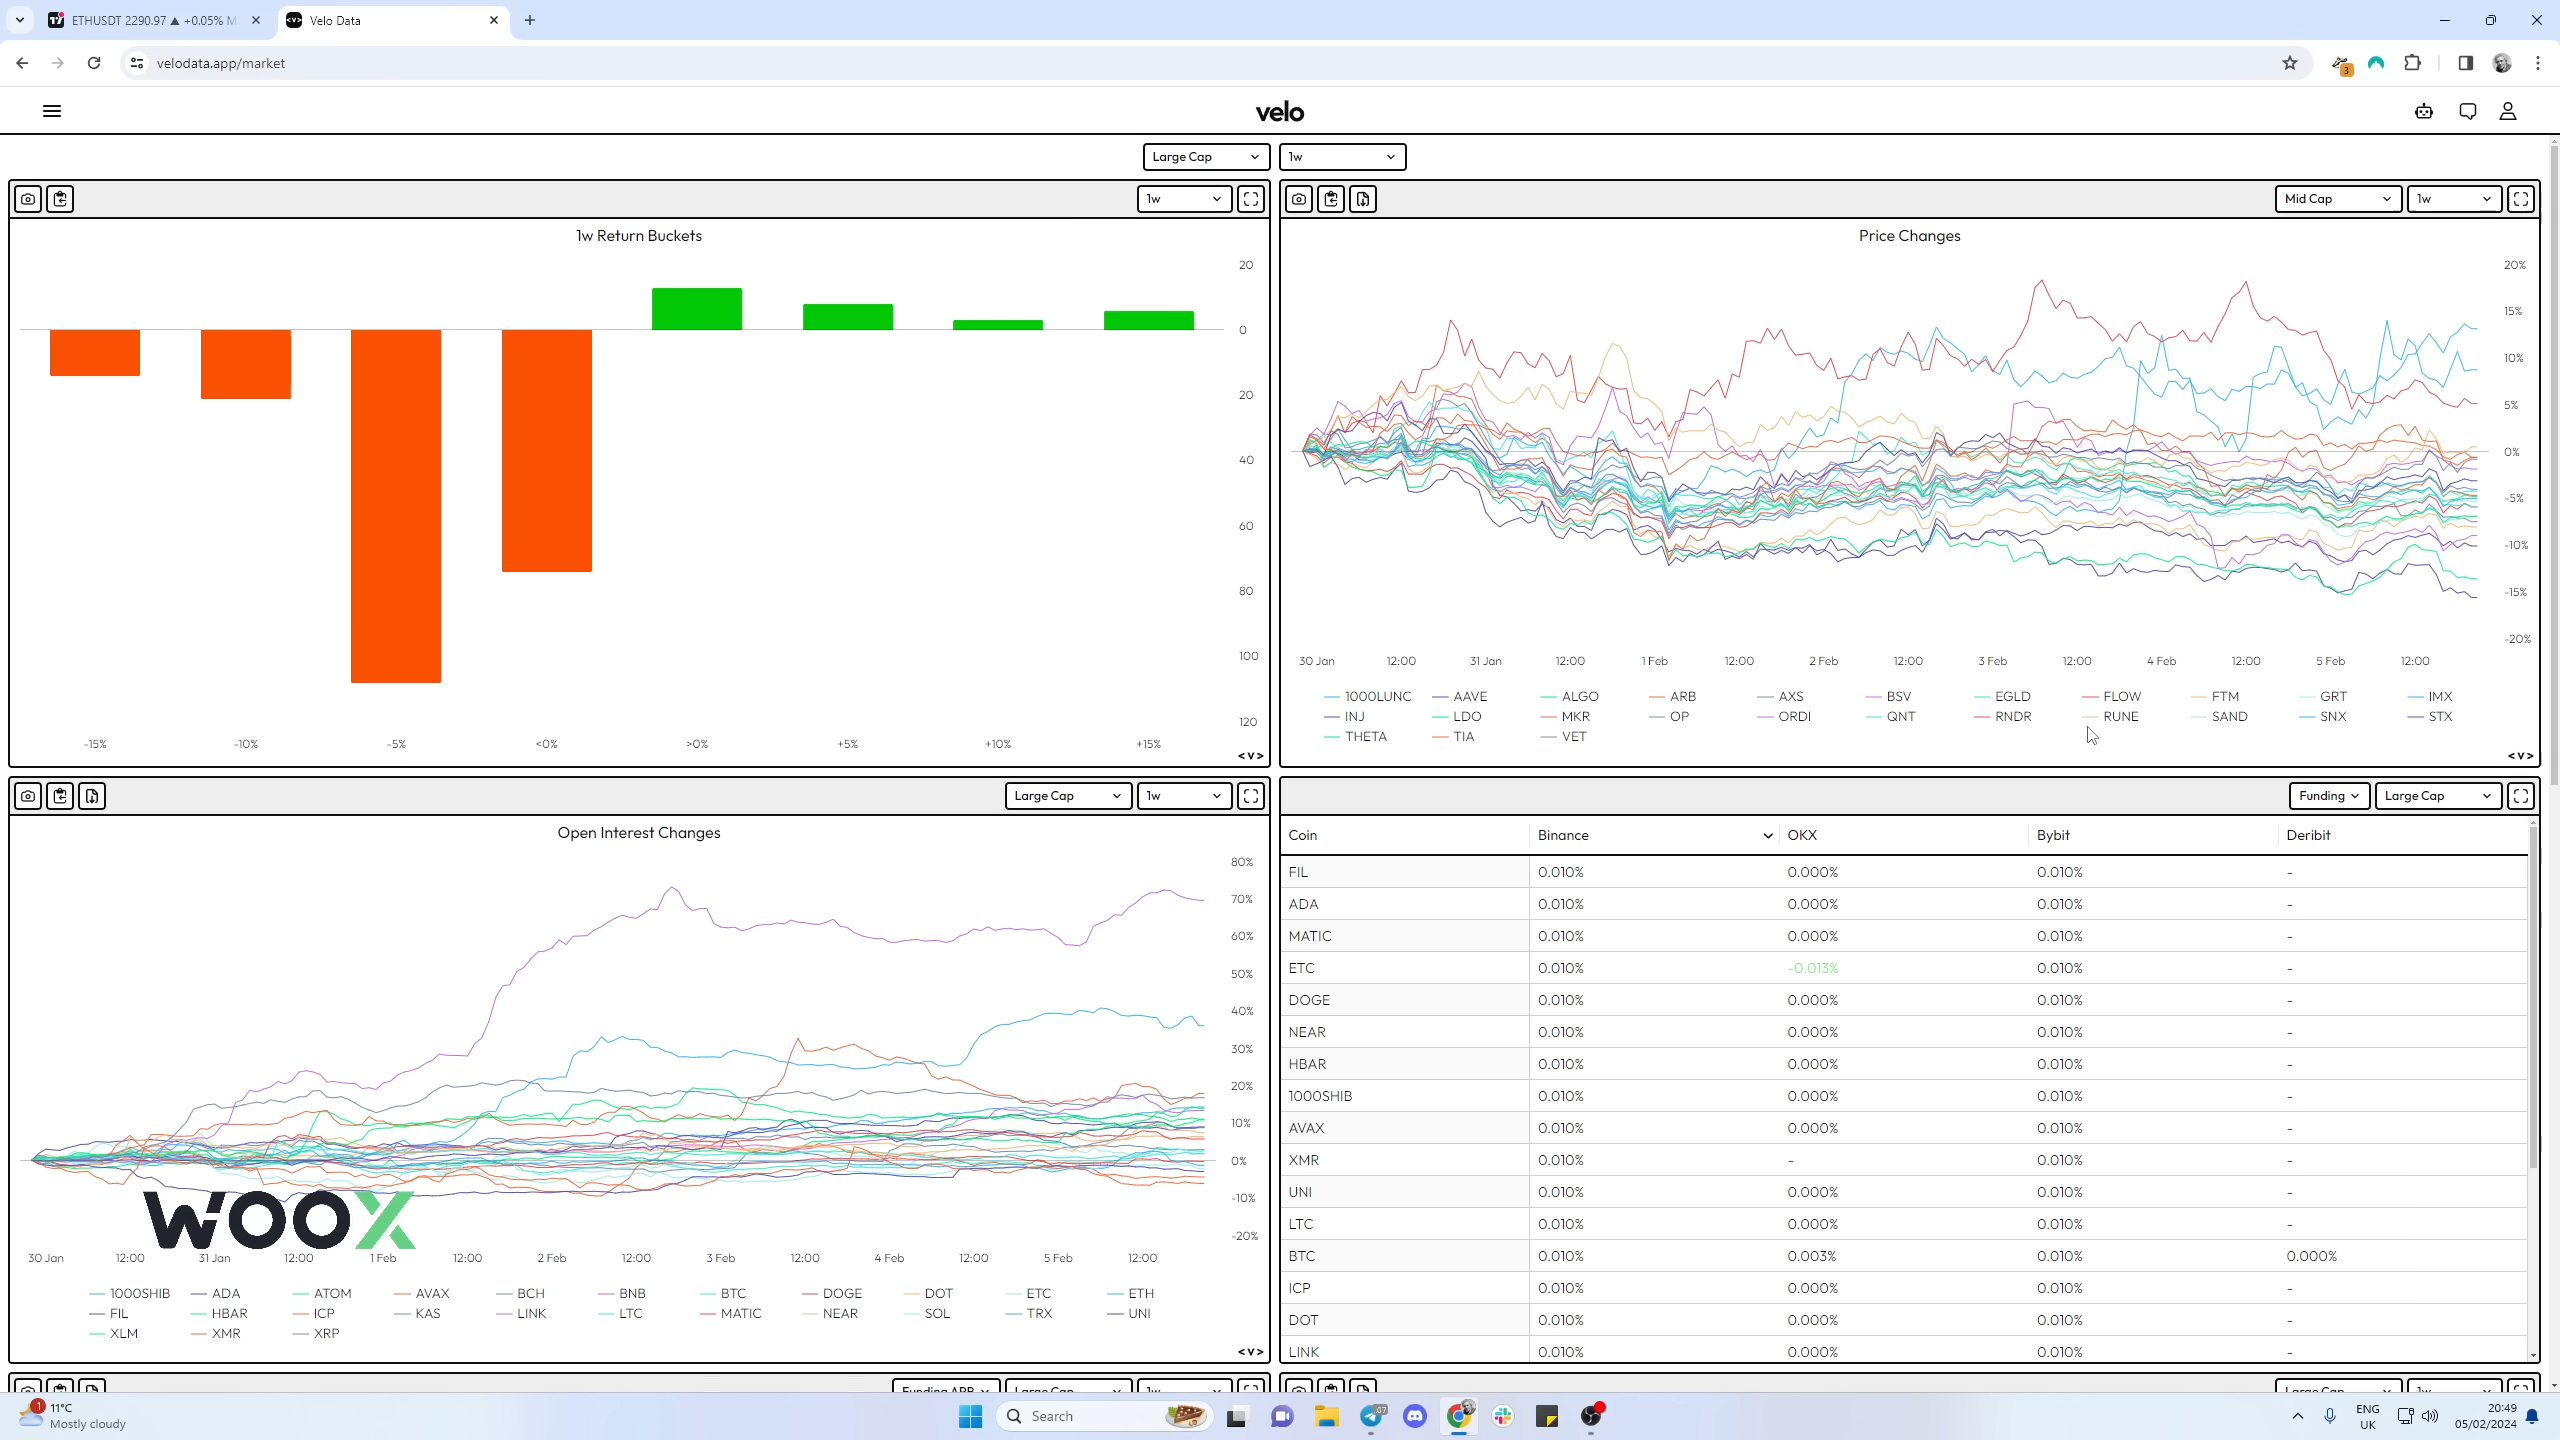 ETHUSDT 2290.97 ▲ +0.05%
Velo Data
velodata.app/market
3
velo
Large Cap
1w
1w
1w Return Buckets
20
0
20
40
60
80
100
120
-15% -10% -5% <0% >0% +5% +10% +15%
<v>
Mid Cap 1w
Price Changes
20%
15%
10%
5%
0%
-5%
-10%
-15%
-20%
30 Jan 12:00 31 Jan 12:00 1 Feb 12:00 2 Feb 12:00 3 Feb 12:00 4 Feb 12:00 5 Feb 12:00
1000LUNC AAVE ALGO ARB AXS BSV EGLD FLOW FTM GRT IMX
INJ LDO MKR OP ORDI QNT RNDR RUNE SAND SNX STX
THETA TIA VET
<v>
Large Cap 1w
Open Interest Changes
80%
70%
60%
50%
40%
30%
20%
10%
0%
-10%
-20%
WOOX
30 Jan 12:00 31 Jan 12:00 1 Feb 12:00 2 Feb 12:00 3 Feb 12:00 4 Feb 12:00 5 Feb 12:00
1000SHIB ADA ATOM AVAX BCH BNB BTC DOGE DOT ETC ETH
FIL HBAR ICP KAS LINK LTC MATIC NEAR SOL TRX UNI
XLM XMR XRP
<v>
Funding Large Cap
Coin Binance OKX Bybit Deribit
FIL 0.010% 0.000% 0.010% -
ADA 0.010% 0.000% 0.010% -
MATIC 0.010% 0.000% 0.010% -
ETC 0.010% -0.013% 0.010% -
DOGE 0.010% 0.000% 0.010% -
NEAR 0.010% 0.000% 0.010% -
HBAR 0.010% 0.000% 0.010% -
1000SHIB 0.010% 0.000% 0.010% -
AVAX 0.010% 0.000% 0.010% -
XMR 0.010% - 0.010% -
UNI 0.010% 0.000% 0.010% -
LTC 0.010% 0.000% 0.010% -
BTC 0.010% 0.003% 0.010% 0.000%
ICP 0.010% 0.000% 0.010% -
DOT 0.010% 0.000% 0.010% -
LINK 0.010% 0.000% 0.010% -
Funding APR Large Cap 1w
Large Cap 1w
1
11°C
Mostly cloudy
Search
07
ENG
UK
20:49
05/02/2024